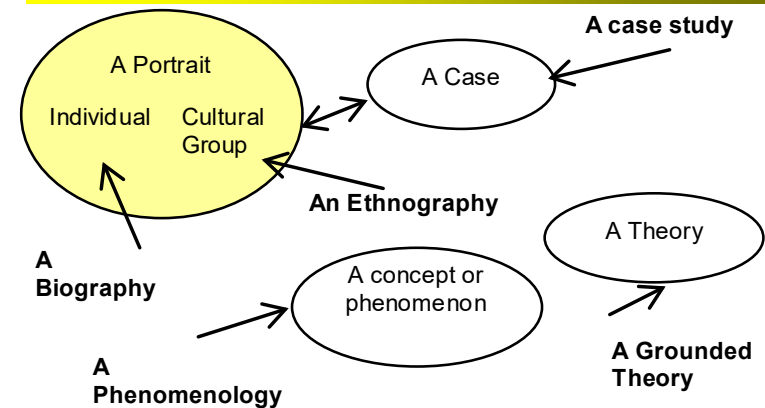 A case study
A Portrait
A Case
Individual
Cultural
Group
An Ethnography
A Theory
A
Biography
A concept or
phenomenon
A
Phenomenology
A Grounded
Theory